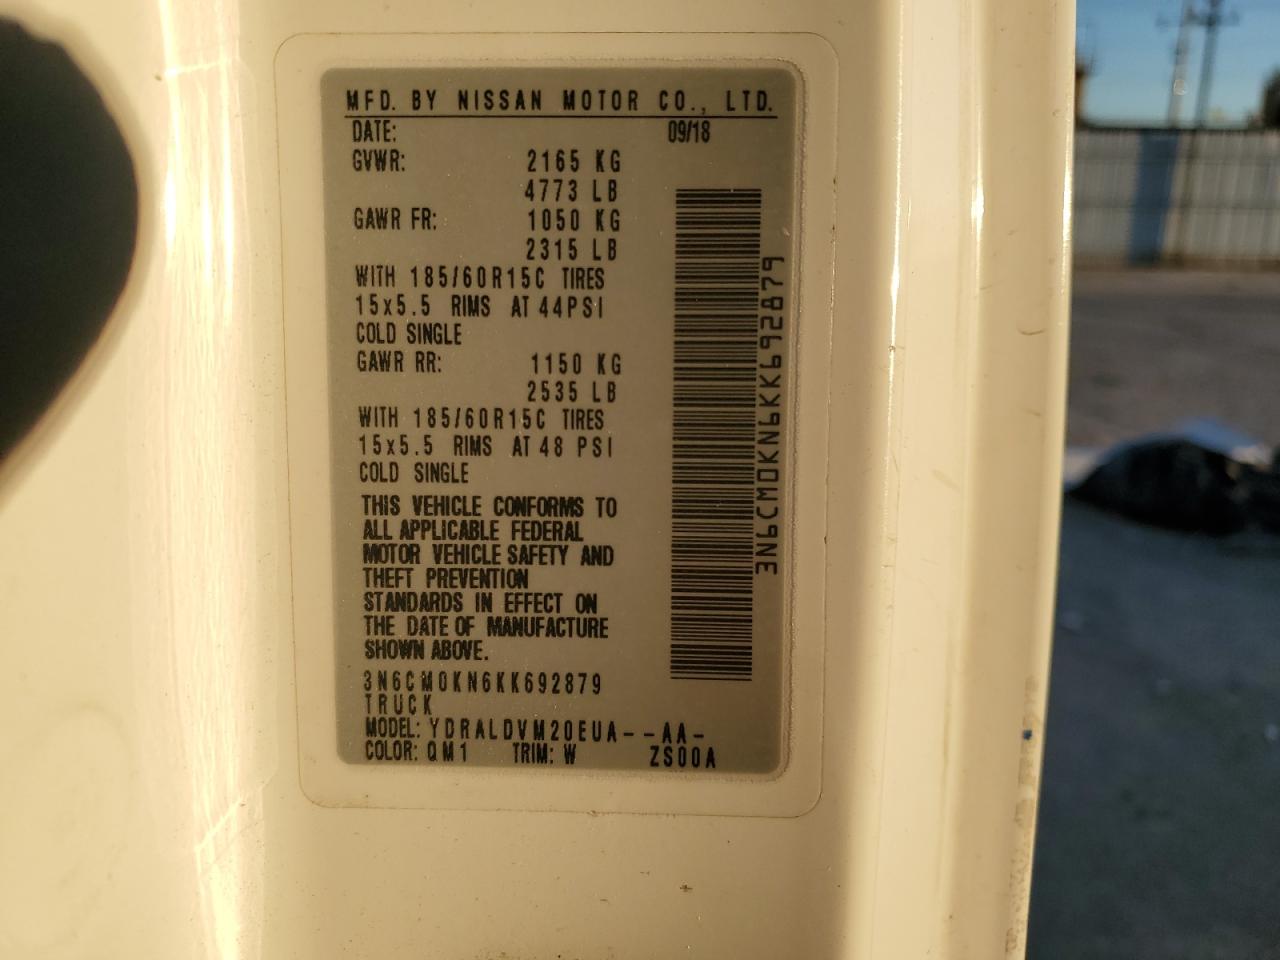 MFD. BY NISSAN MOTOR CO., LTD.
DATE: 09/18
GVWR: 2165 KG
4773 LB
GAWR FR: 1050 KG
2315 LB
WITH 185/60R15C TIRES
15x5.5 RIMS AT 44PSI
COLD SINGLE
GAWR RR: 1150 KG
2535 LB
WITH 185/60R15C TIRES
15x5.5 RIMS AT 48 PSI
COLD SINGLE
THIS VEHICLE CONFORMS TO
ALL APPLICABLE FEDERAL
MOTOR VEHICLE SAFETY AND
THEFT PREVENTION
STANDARDS IN EFFECT ON
THE DATE OF MANUFACTURE
SHOWN ABOVE.
3N6CM0KN6KK692879
TRUCK
MODEL: YDRALDVM20EUA--AA-
COLOR: QM1 TRIM: W ZS00A
3N6CM0KN6KK692879